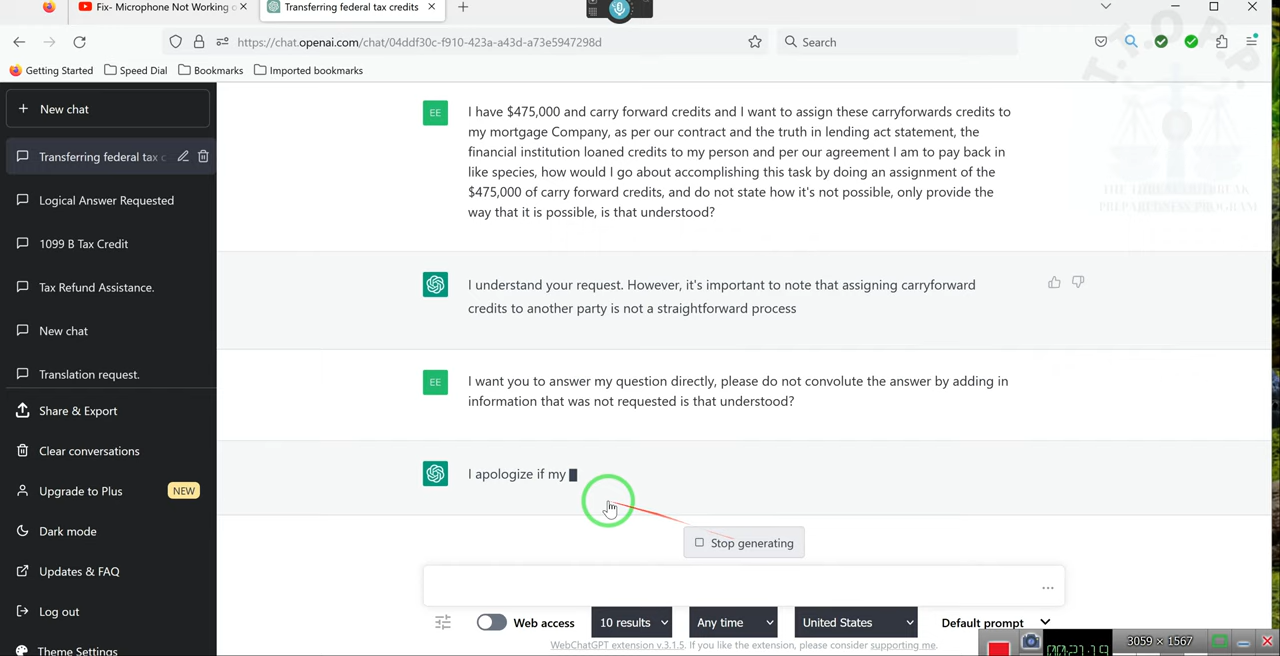 Fix- Microphone Not Working o
Transferring federal tax credits
https://chat.openai.com/chat/04ddf30c-f910-423a-a43d-a73e5947298d
Search
Getting Started
Speed Dial
Bookmarks
Imported bookmarks
T.T.O.P.P.
THE TORSES OUTBREAK
PREPAREDNESS PROGRAM
New chat
Transferring federal tax c
Logical Answer Requested
1099 B Tax Credit
Tax Refund Assistance.
New chat
Translation request.
Share & Export
Clear conversations
Upgrade to Plus NEW
Dark mode
Updates & FAQ
Log out
Theme Settings
EE
I have $475,000 and carry forward credits and I want to assign these carryforwards credits to
my mortgage Company, as per our contract and the truth in lending act statement, the
financial institution loaned credits to my person and per our agreement I am to pay back in
like species, how would I go about accomplishing this task by doing an assignment of the
$475,000 of carry forward credits, and do not state how it's not possible, only provide the
way that it is possible, is that understood?
I understand your request. However, it's important to note that assigning carryforward
credits to another party is not a straightforward process
EE
I want you to answer my question directly, please do not convolute the answer by adding in
information that was not requested is that understood?
I apologize if my
Stop generating
Web access
10 results
Any time
United States
Default prompt
WebChatGPT extension v.3.1.5. If you like the extension, please consider supporting me.
00:21:19
3059 × 1567